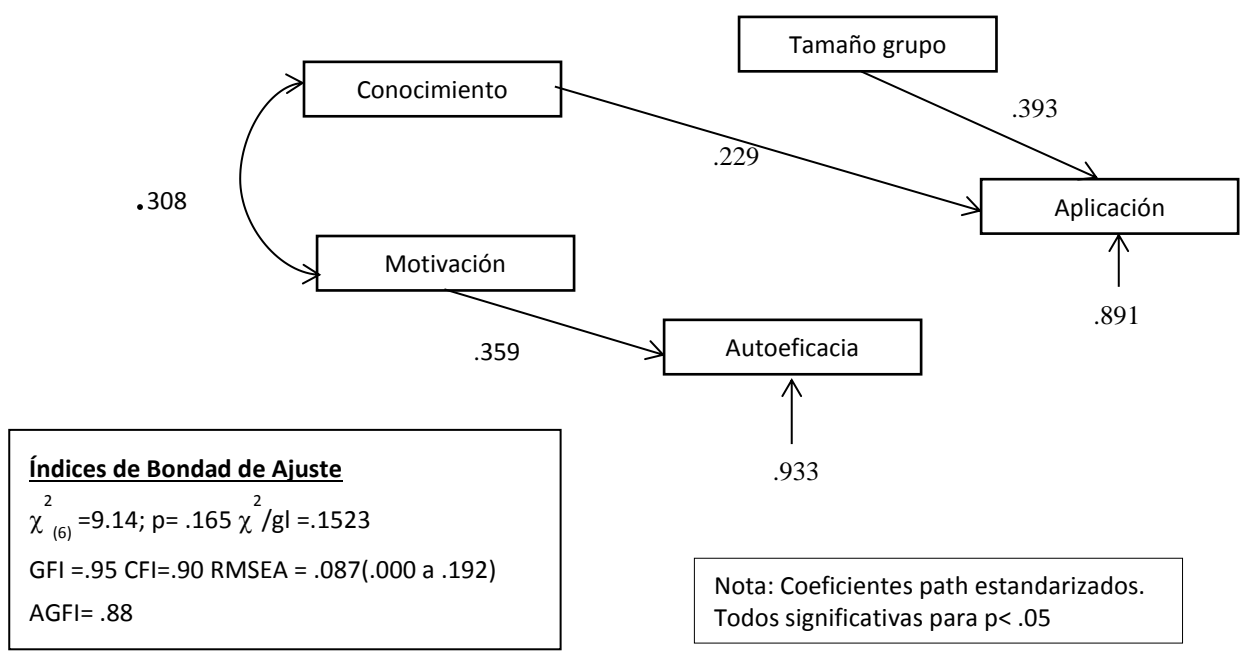 Tamaño grupo
Conocimiento
.393
.229
.308
Aplicación
Motivación
.891
.359
Autoeficacia
.933
Índices de Bondad de Ajuste
χ²₍₆₎ =9.14; p= .165 χ²/gl =.1523
GFI =.95 CFI=.90 RMSEA = .087(.000 a .192)
AGFI= .88
Nota: Coeficientes path estandarizados.
Todos significativas para p< .05